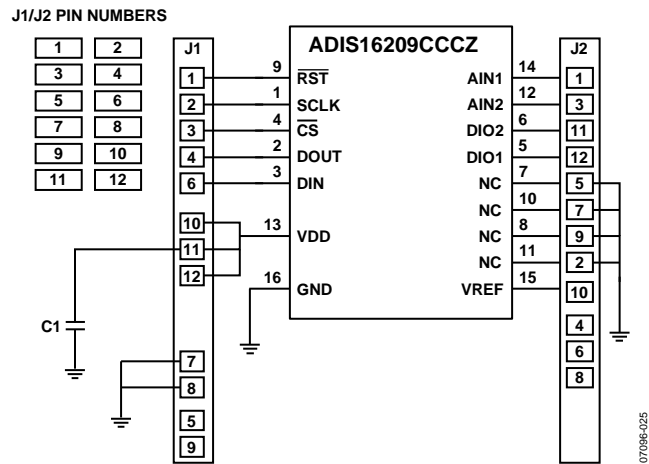 J1/J2 PIN NUMBERS
1 2
3 4
5 6
7 8
9 10
11 12
J1
1
2
3
4
6
10
11
12
7
8
5
9
C1
ADIS16209CCCZ
9 RST
1 SCLK
4 CS
2 DOUT
3 DIN
13 VDD
16 GND
AIN1 14
AIN2 12
DIO2 6
DIO1 5
NC 7
NC 10
NC 8
NC 11
VREF 15
J2
1
3
11
12
5
7
9
2
10
4
6
8
07096-025